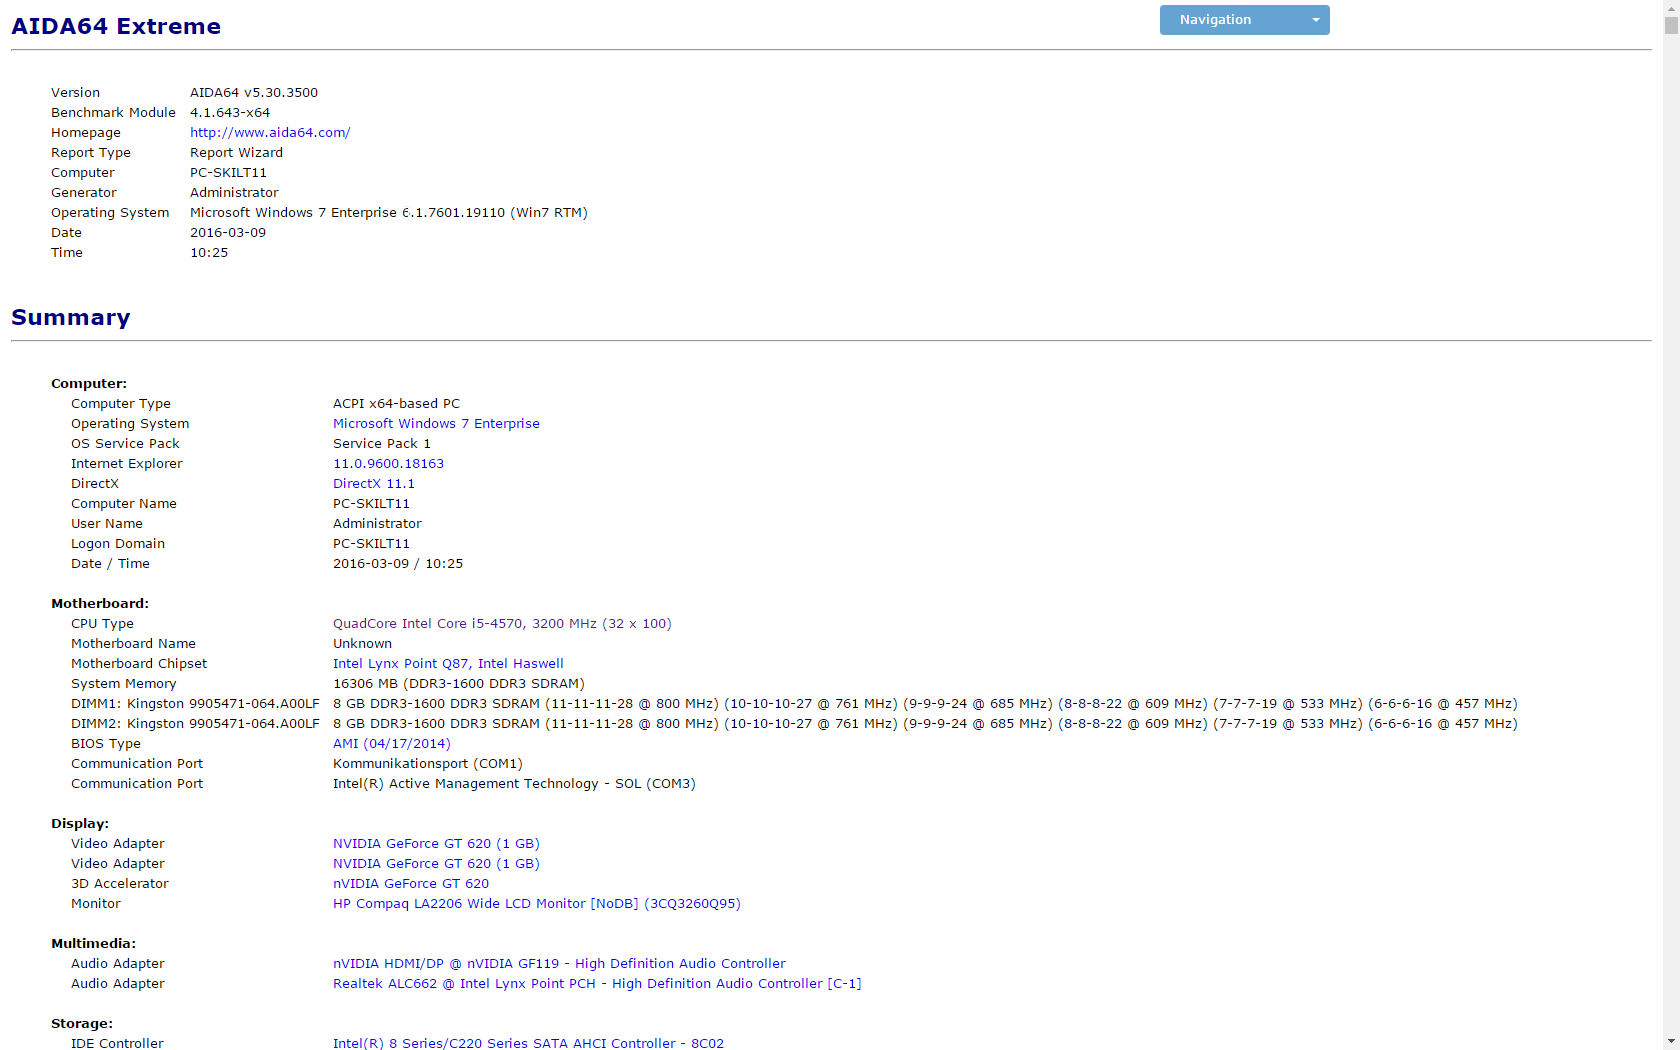 AIDA64 Extreme
Navigation
Version AIDA64 v5.30.3500
Benchmark Module 4.1.643-x64
Homepage http://www.aida64.com/
Report Type Report Wizard
Computer PC-SKILT11
Generator Administrator
Operating System Microsoft Windows 7 Enterprise 6.1.7601.19110 (Win7 RTM)
Date 2016-03-09
Time 10:25
Summary
Computer:
Computer Type ACPI x64-based PC
Operating System Microsoft Windows 7 Enterprise
OS Service Pack Service Pack 1
Internet Explorer 11.0.9600.18163
DirectX DirectX 11.1
Computer Name PC-SKILT11
User Name Administrator
Logon Domain PC-SKILT11
Date / Time 2016-03-09 / 10:25
Motherboard:
CPU Type QuadCore Intel Core i5-4570, 3200 MHz (32 x 100)
Motherboard Name Unknown
Motherboard Chipset Intel Lynx Point Q87, Intel Haswell
System Memory 16306 MB (DDR3-1600 DDR3 SDRAM)
DIMM1: Kingston 9905471-064.A00LF 8 GB DDR3-1600 DDR3 SDRAM (11-11-11-28 @ 800 MHz) (10-10-10-27 @ 761 MHz) (9-9-9-24 @ 685 MHz) (8-8-8-22 @ 609 MHz) (7-7-7-19 @ 533 MHz) (6-6-6-16 @ 457 MHz)
DIMM2: Kingston 9905471-064.A00LF 8 GB DDR3-1600 DDR3 SDRAM (11-11-11-28 @ 800 MHz) (10-10-10-27 @ 761 MHz) (9-9-9-24 @ 685 MHz) (8-8-8-22 @ 609 MHz) (7-7-7-19 @ 533 MHz) (6-6-6-16 @ 457 MHz)
BIOS Type AMI (04/17/2014)
Communication Port Kommunikationsport (COM1)
Communication Port Intel(R) Active Management Technology - SOL (COM3)
Display:
Video Adapter NVIDIA GeForce GT 620 (1 GB)
Video Adapter NVIDIA GeForce GT 620 (1 GB)
3D Accelerator nVIDIA GeForce GT 620
Monitor HP Compaq LA2206 Wide LCD Monitor [NoDB] (3CQ3260Q95)
Multimedia:
Audio Adapter nVIDIA HDMI/DP @ nVIDIA GF119 - High Definition Audio Controller
Audio Adapter Realtek ALC662 @ Intel Lynx Point PCH - High Definition Audio Controller [C-1]
Storage:
IDE Controller Intel(R) 8 Series/C220 Series SATA AHCI Controller - 8C02